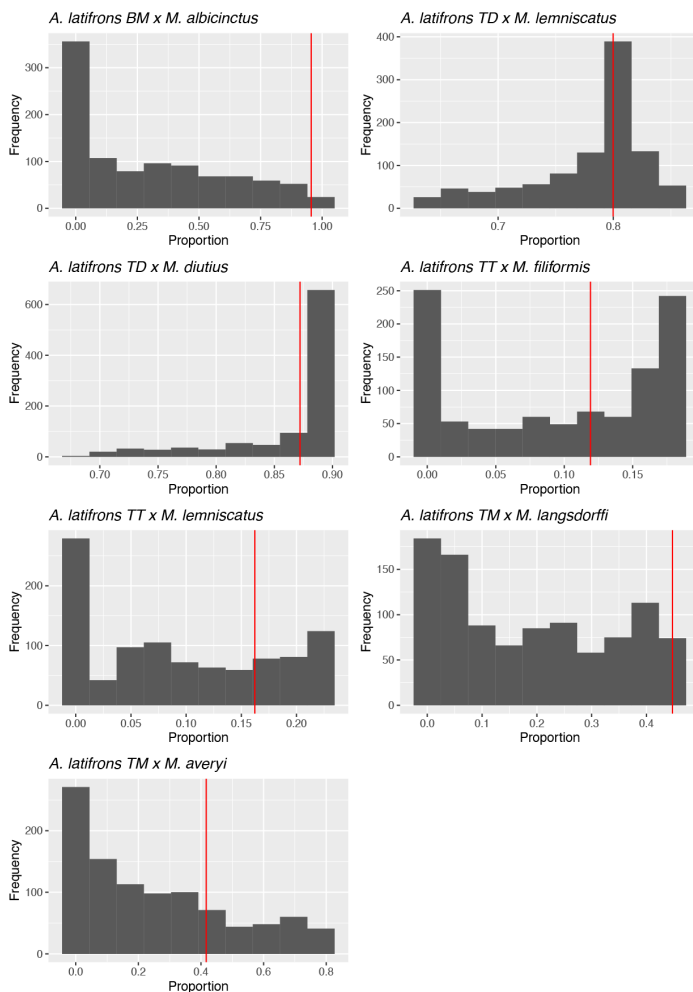 A. latifrons BM x M. albicinctus
Frequency
300
200
100
0
0.00 0.25 0.50 0.75 1.00
Proportion
A. latifrons TD x M. lemniscatus
Frequency
400
300
200
100
0
0.7 0.8
Proportion
A. latifrons TD x M. diutius
Frequency
600
400
200
0
0.70 0.75 0.80 0.85 0.90
Proportion
A. latifrons TT x M. filiformis
Frequency
250
200
150
100
50
0
0.00 0.05 0.10 0.15
Proportion
A. latifrons TT x M. lemniscatus
Frequency
200
100
0
0.00 0.05 0.10 0.15 0.20
Proportion
A. latifrons TM x M. langsdorffi
Frequency
150
100
50
0
0.0 0.1 0.2 0.3 0.4
Proportion
A. latifrons TM x M. averyi
Frequency
200
100
0
0.0 0.2 0.4 0.6 0.8
Proportion